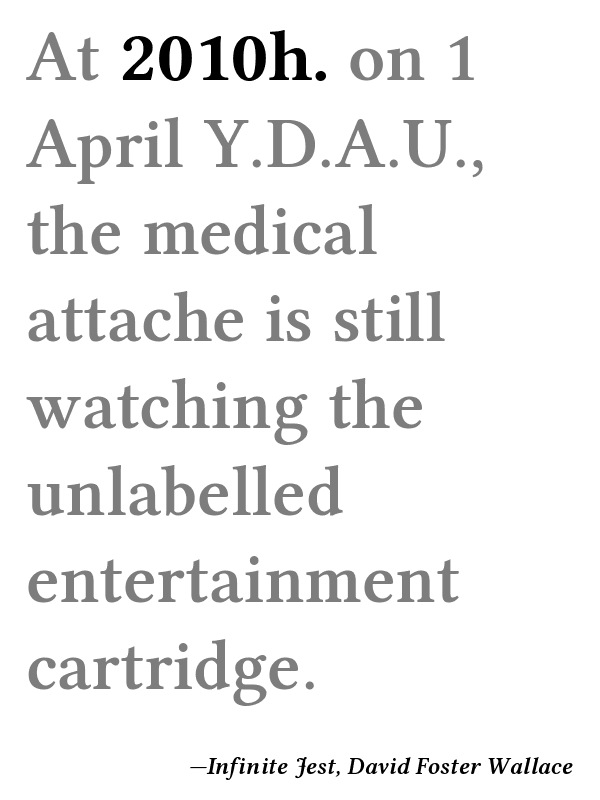 At 2010h. on 1
April Y.D.A.U.,
the medical
attache is still
watching the
unlabelled
entertainment
cartridge.
—Infinite Jest, David Foster Wallace